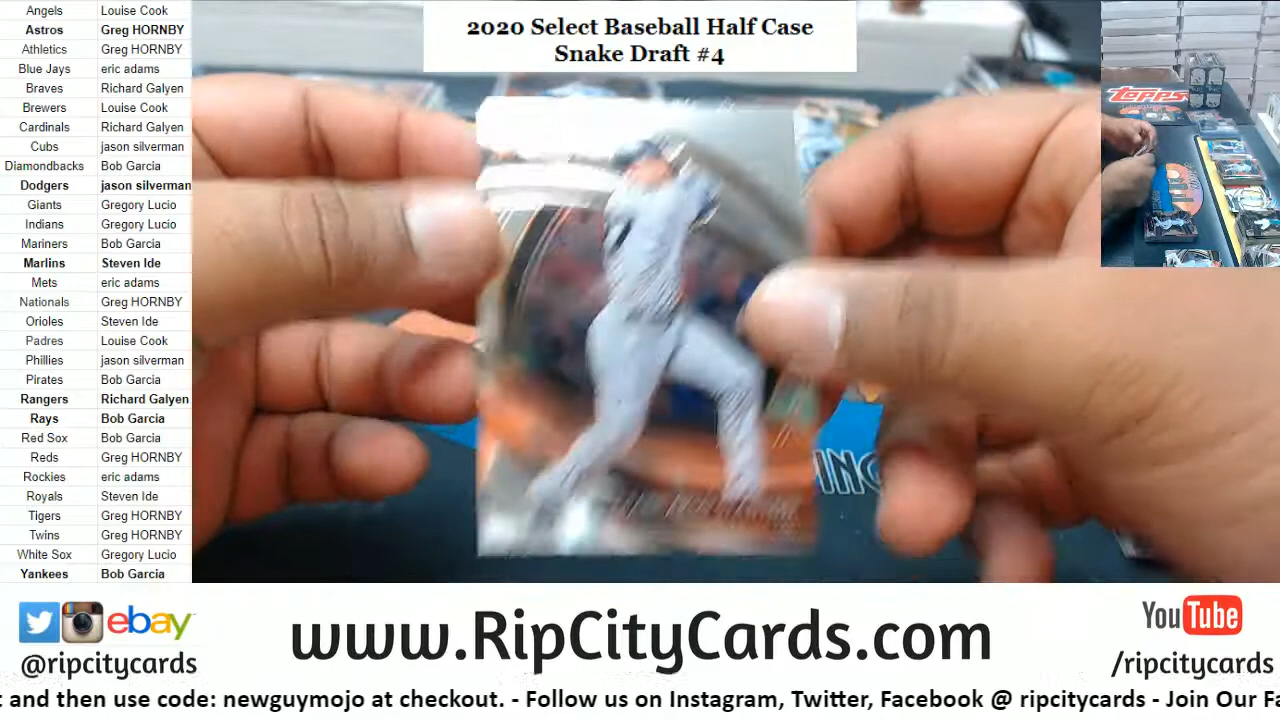 2020 Select Baseball Half Case
Snake Draft #4
Angels Louise Cook
Astros Greg HORNBY
Athletics Greg HORNBY
Blue Jays eric adams
Braves Richard Galyen
Brewers Louise Cook
Cardinals Richard Galyen
Cubs jason silverman
Diamondbacks Bob Garcia
Dodgers jason silverman
Giants Gregory Lucio
Indians Gregory Lucio
Mariners Bob Garcia
Marlins Steven Ide
Mets eric adams
Nationals Greg HORNBY
Orioles Steven Ide
Padres Louise Cook
Phillies jason silverman
Pirates Bob Garcia
Rangers Richard Galyen
Rays Bob Garcia
Red Sox Bob Garcia
Reds Greg HORNBY
Rockies eric adams
Royals Steven Ide
Tigers Greg HORNBY
Twins Greg HORNBY
White Sox Gregory Lucio
Yankees Bob Garcia
topps
ING
ebay
@ripcitycards
www.RipCityCards.com
YouTube
/ripcitycards
t and then use code: newguymojo at checkout. - Follow us on Instagram, Twitter, Facebook @ ripcitycards - Join Our Fa